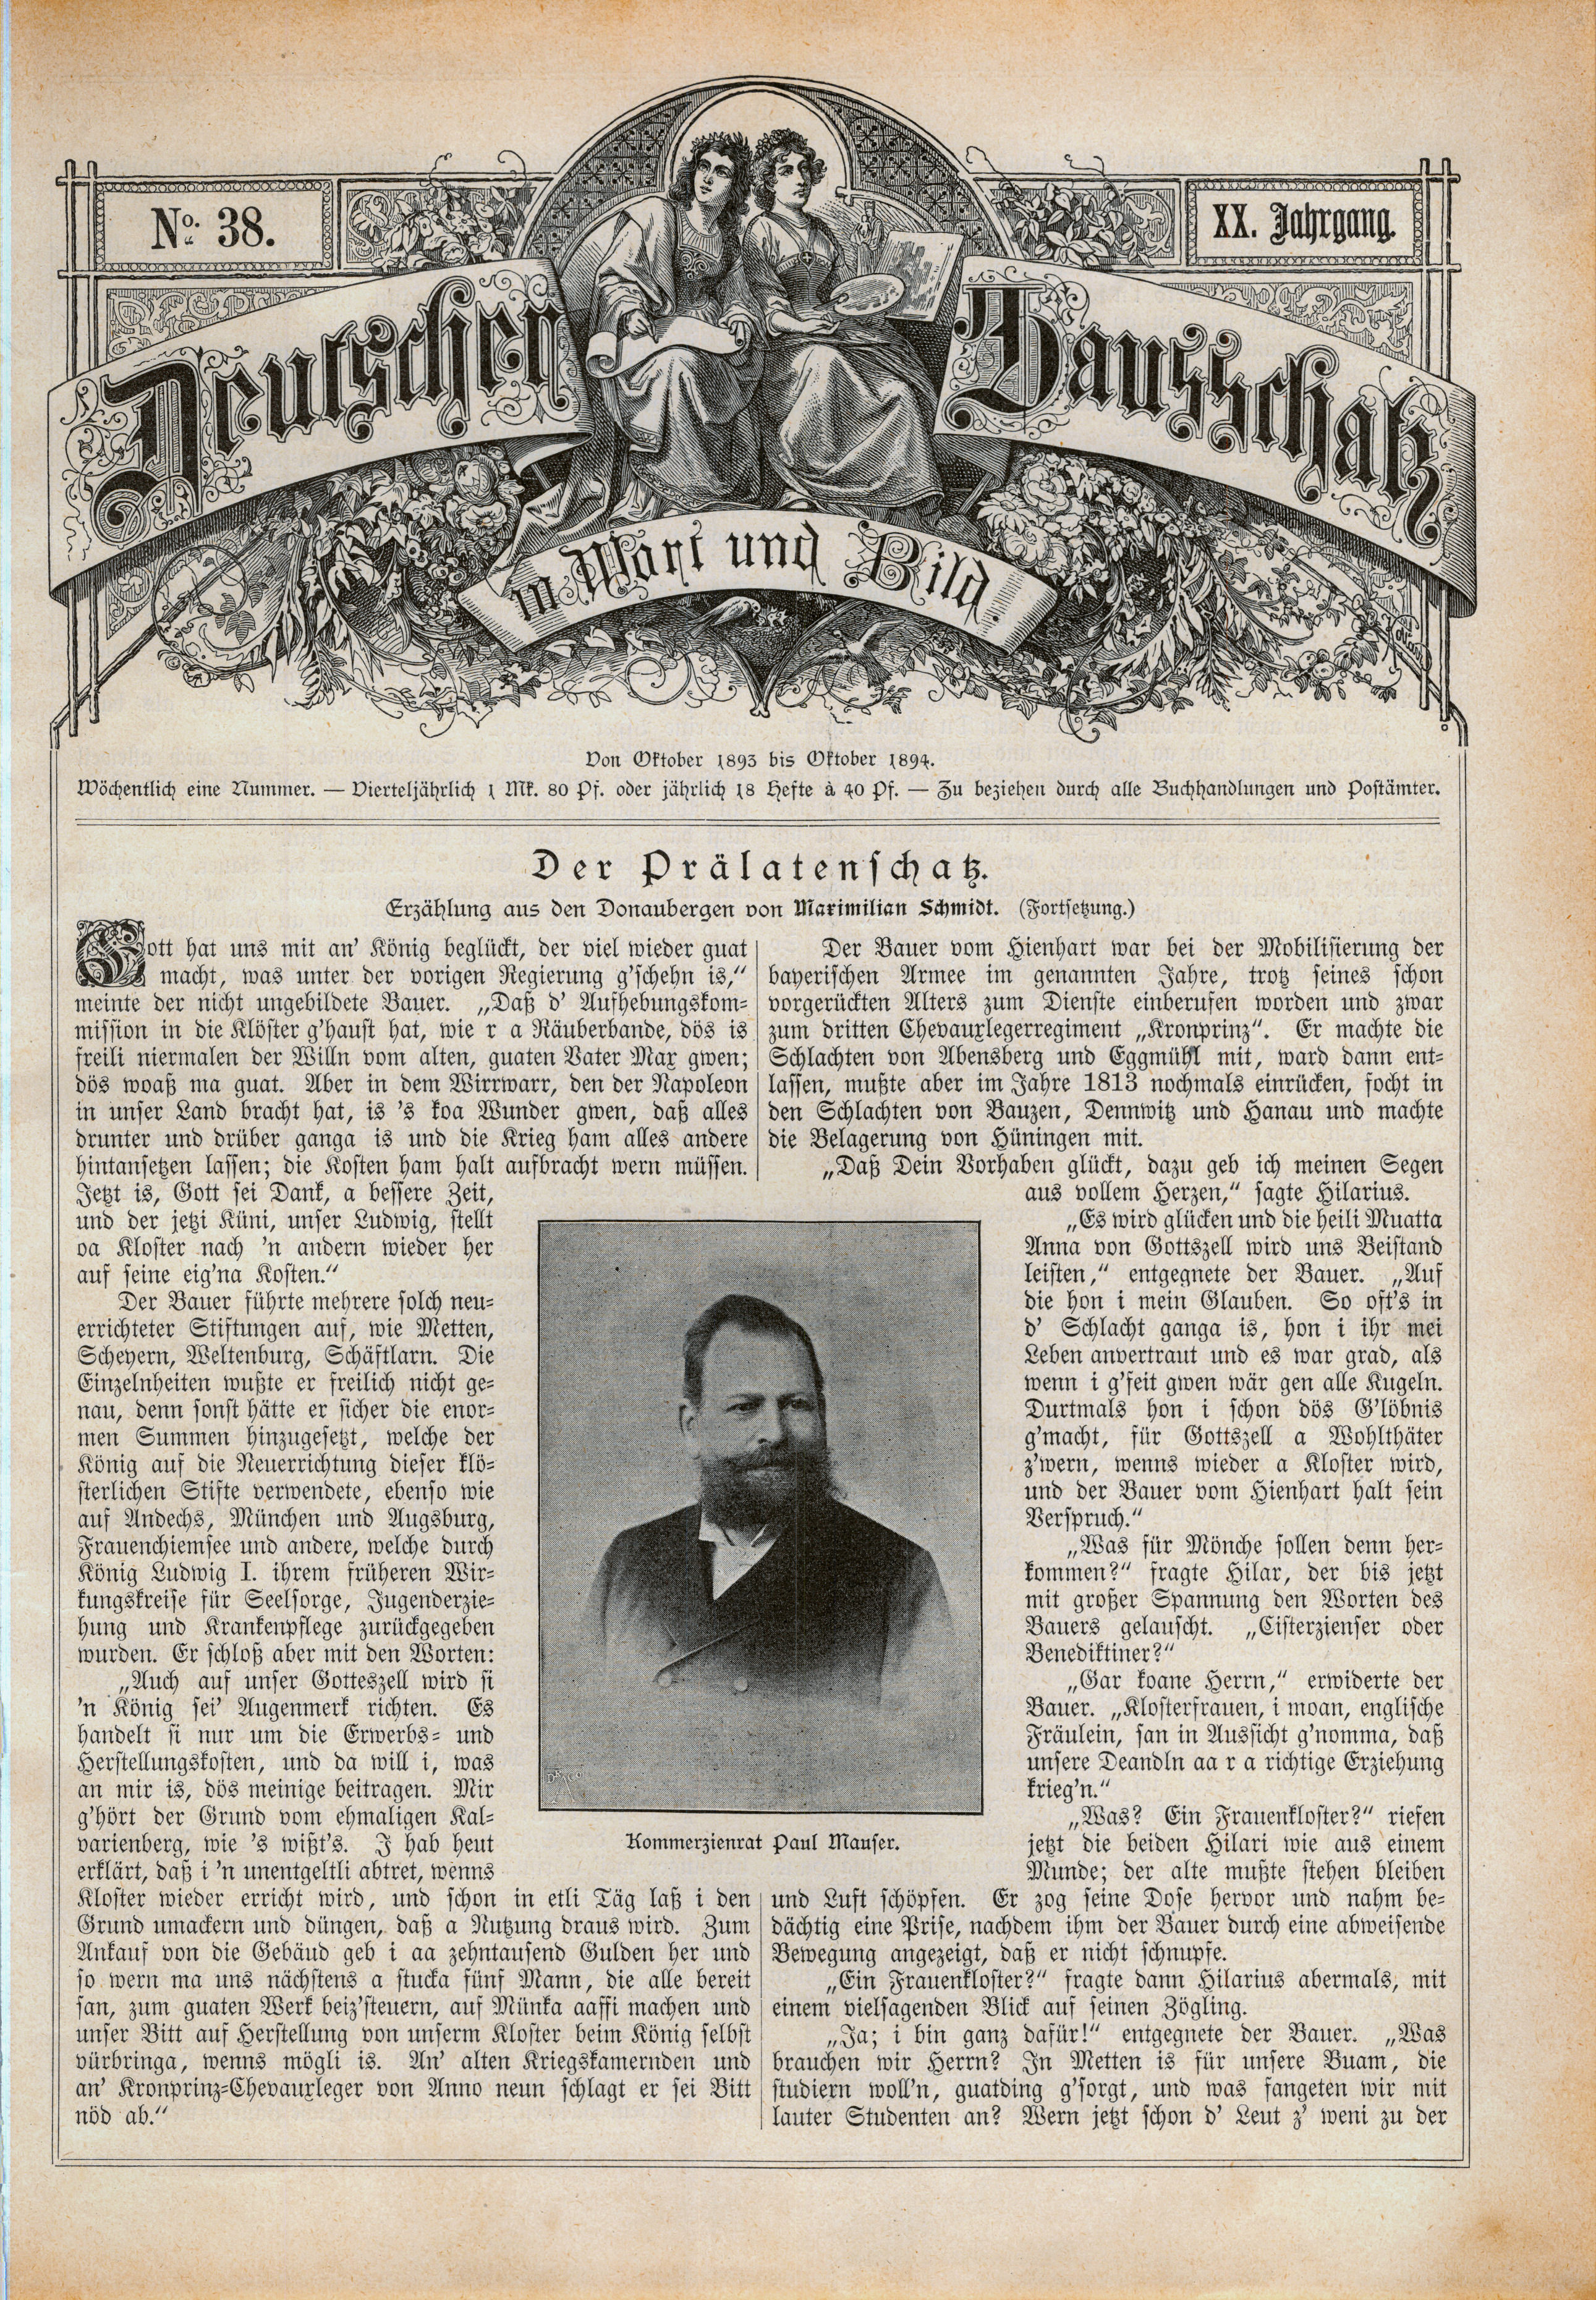 No. 38.
XX. Jahrgang.
Deutscher Hausschatz
in Wort und Bild.
Von Oktober 1893 bis Oktober 1894.
Wöchentlich eine Nummer. — Vierteljährlich 1 Mk. 80 Pf. oder jährlich 18 Hefte à 40 Pf. — Zu beziehen durch alle Buchhandlungen und Postämter.
Der Prälatenschatz.
Erzählung aus den Donaubergen von Maximilian Schmidt. (Fortsetzung.)
Gott hat uns mit an' König beglückt, der viel wieder guat
macht, was unter der vorigen Regierung g'schehn is,“
meinte der nicht ungebildete Bauer. „Daß d' Aufhebungskom-
mission in die Klöster g'haust hat, wie r a Räuberbande, dös is
freili niermalen der Willn vom alten, guaten Vater Max gwen;
dös woaß ma guat. Aber in dem Wirrwarr, den der Napoleon
in unser Land bracht hat, is 's koa Wunder gwen, daß alles
drunter und drüber ganga is und die Krieg ham alles andere
hintansetzen lassen; die Kosten ham halt aufbracht wern müssen.
Jetzt is, Gott sei Dank, a bessere Zeit,
und der jetzi Küni, unser Ludwig, stellt
oa Kloster nach 'n andern wieder her
auf seine eig'na Kosten.“
Der Bauer führte mehrere solch neu-
errichteter Stiftungen auf, wie Metten,
Scheyern, Weltenburg, Schäftlarn. Die
Einzelnheiten wußte er freilich nicht ge-
nau, denn sonst hätte er sicher die enor-
men Summen hinzugesetzt, welche der
König auf die Neuerrichtung dieser klö-
sterlichen Stifte verwendete, ebenso wie
auf Andechs, München und Augsburg,
Frauenchiemsee und andere, welche durch
König Ludwig I. ihrem früheren Wir-
kungskreise für Seelsorge, Jugenderzie-
hung und Krankenpflege zurückgegeben
wurden. Er schloß aber mit den Worten:
„Auch auf unser Gotteszell wird si
'n König sei' Augenmerk richten. Es
handelt si nur um die Erwerbs- und
Herstellungskosten, und da will i, was
an mir is, dös meinige beitragen. Mir
g'hört der Grund vom ehmaligen Kal-
varienberg, wie 's wißt's. I hab heut
erklärt, daß i 'n unentgeltli abtret, wenns
Kloster wieder erricht wird, und schon in etli Täg laß i den
Grund umackern und düngen, daß a Nutzung draus wird. Zum
Ankauf von die Gebäud geb i aa zehntausend Gulden her und
so wern ma uns nächstens a stucka fünf Mann, die alle bereit
san, zum guaten Werk beiz'steuern, auf Münka aaffi machen und
unser Bitt auf Herstellung von unserm Kloster beim König selbst
vürbringa, wenns mögli is. An' alten Kriegskamernden und
an' Kronprinz-Chevauxleger von Anno neun schlagt er sei Bitt
nöd ab.“
Kommerzienrat Paul Mauser.
Der Bauer vom Hienhart war bei der Mobilisierung der
bayerischen Armee im genannten Jahre, trotz seines schon
vorgerückten Alters zum Dienste einberufen worden und zwar
zum dritten Chevauxlegerregiment „Kronprinz“. Er machte die
Schlachten von Abensberg und Eggmühl mit, ward dann ent-
lassen, mußte aber im Jahre 1813 nochmals einrücken, focht in
den Schlachten von Bauzen, Dennwitz und Hanau und machte
die Belagerung von Hüningen mit.
„Daß Dein Vorhaben glückt, dazu geb ich meinen Segen
aus vollem Herzen,“ sagte Hilarius.
„Es wird glücken und die heili Muatta
Anna von Gottszell wird uns Beistand
leisten,“ entgegnete der Bauer. „Auf
die hon i mein Glauben. So oft's in
d' Schlacht ganga is, hon i ihr mei
Leben anvertraut und es war grad, als
wenn i g'feit gwen wär gen alle Kugeln.
Durtmals hon i schon dös G'löbnis
g'macht, für Gottszell a Wohlthäter
z'wern, wenns wieder a Kloster wird,
und der Bauer vom Hienhart halt sein
Verspruch.“
„Was für Mönche sollen denn her-
kommen?“ fragte Hilar, der bis jetzt
mit großer Spannung den Worten des
Bauers gelauscht. „Cisterzienser oder
Benediktiner?“
„Gar koane Herrn,“ erwiderte der
Bauer. „Klosterfrauen, i moan, englische
Fräulein, san in Aussicht g'nomma, daß
unsere Deandln aa r a richtige Erziehung
krieg'n.“
„Was? Ein Frauenkloster?“ riefen
jetzt die beiden Hilari wie aus einem
Munde; der alte mußte stehen bleiben
und Luft schöpfen. Er zog seine Dose hervor und nahm be-
dächtig eine Prise, nachdem ihm der Bauer durch eine abweisende
Bewegung angezeigt, daß er nicht schnupfe.
„Ein Frauenkloster?“ fragte dann Hilarius abermals, mit
einem vielsagenden Blick auf seinen Zögling.
„Ja; i bin ganz dafür!“ entgegnete der Bauer. „Was
brauchen wir Herrn? In Metten is für unsere Buam, die
studiern woll'n, guatding g'sorgt, und was fangeten wir mit
lauter Studenten an? Wern jetzt schon d' Leut z' weni zu der